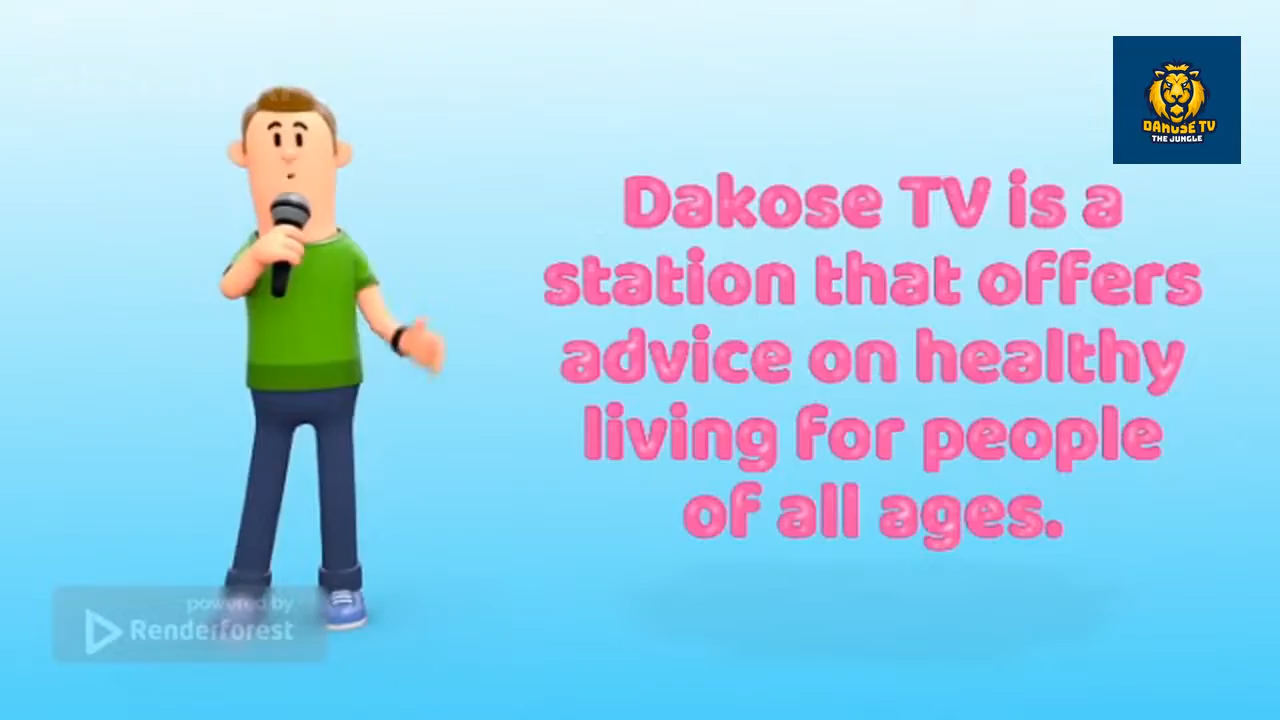 DAKOSE TV
THE JUNGLE
Dakose TV is a
station that offers
advice on healthy
living for people
of all ages.
powered by
Renderforest